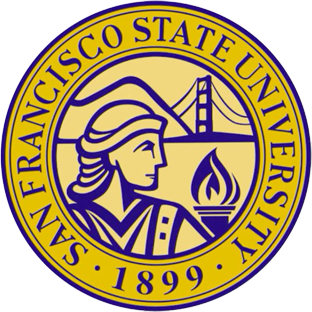 SAN FRANCISCO STATE UNIVERSITY
· 1899 ·